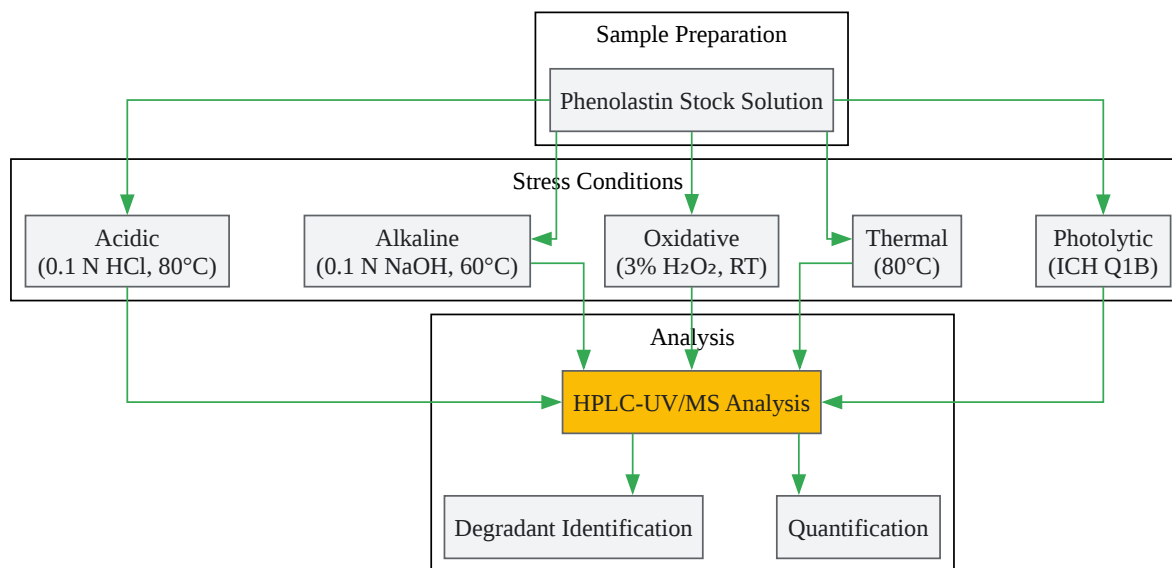 Sample Preparation
Phenolastin Stock Solution
Stress Conditions
Acidic
(0.1 N HCl, 80°C)
Alkaline
(0.1 N NaOH, 60°C)
Oxidative
(3% H₂O₂, RT)
Thermal
(80°C)
Photolytic
(ICH Q1B)
Analysis
HPLC-UV/MS Analysis
Degradant Identification
Quantification